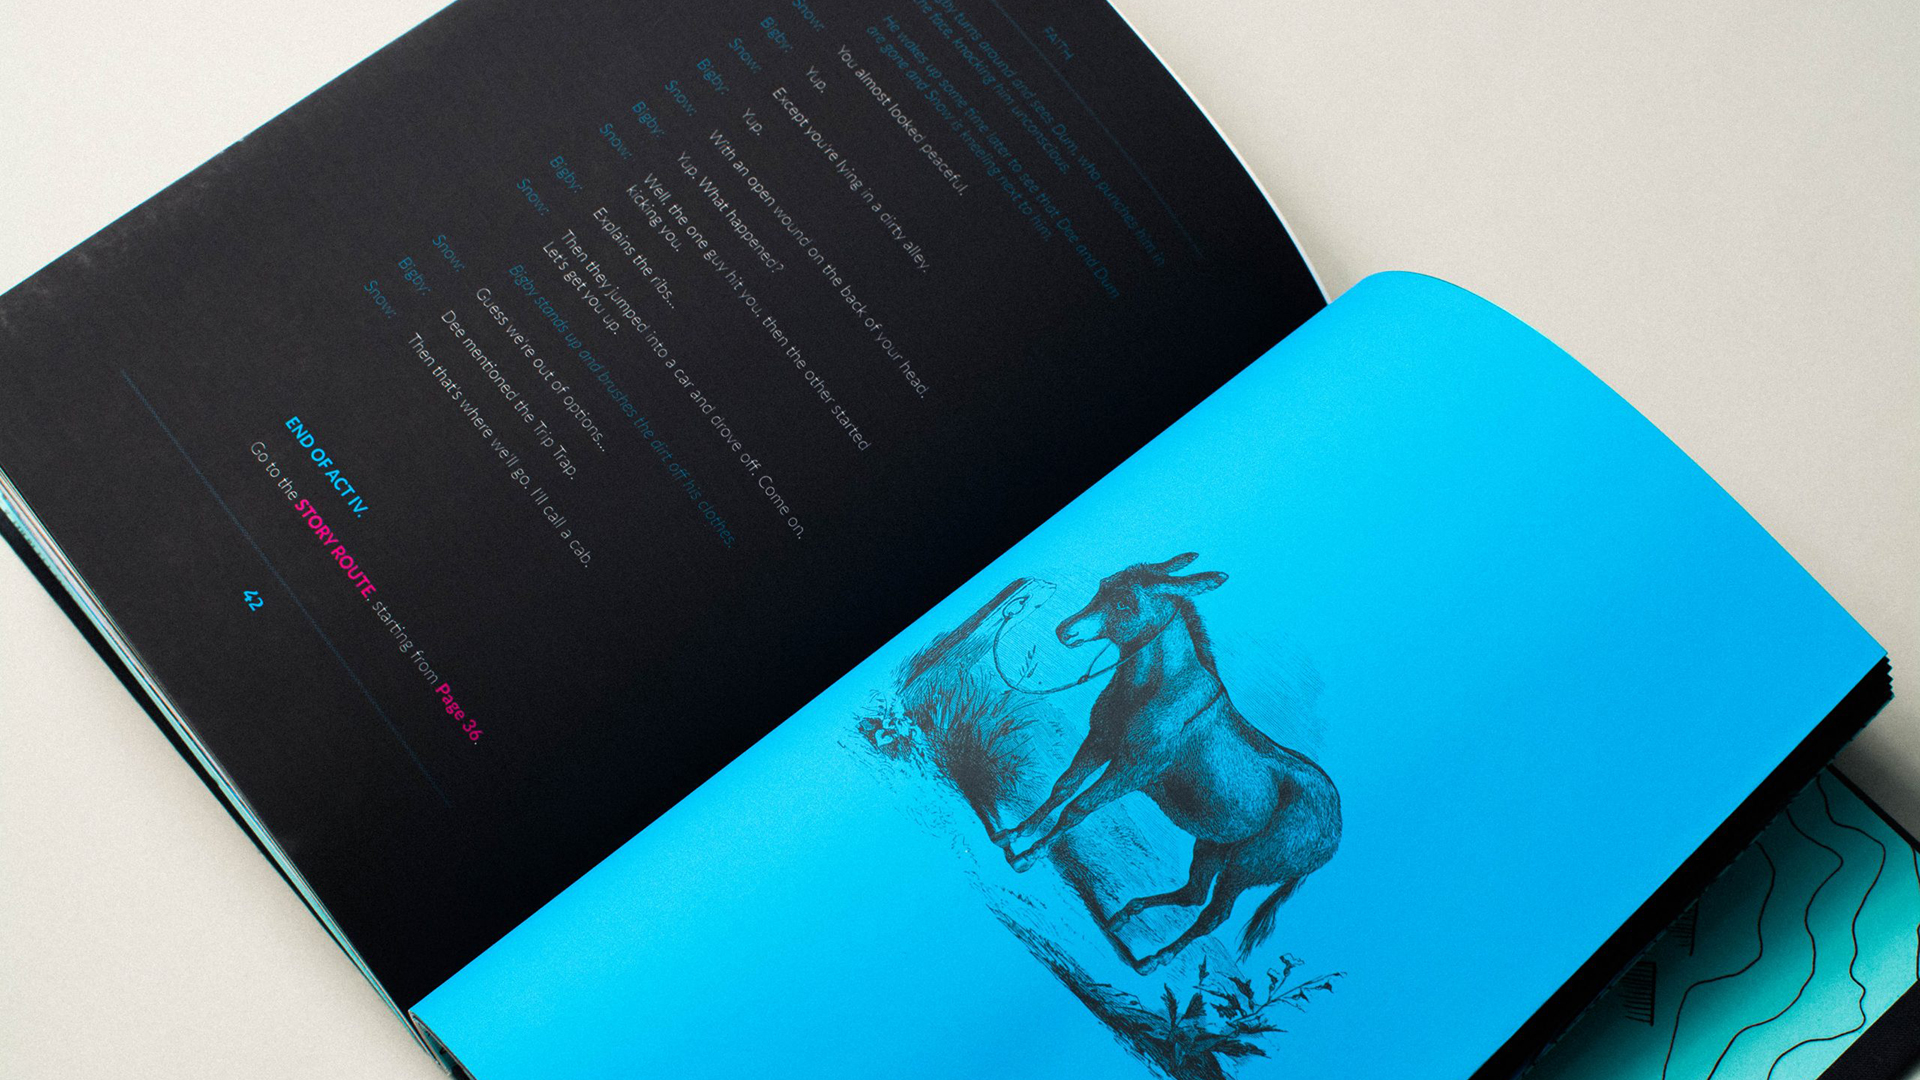 FAITH
turns around and sees Dum, who punches him in
the face, knocking him unconscious.
He wakes up some time later to see that Dee and Dum
are gone and Snow is kneeling next to him.
Snow: You almost looked peaceful.
Bigby: Yup.
Snow: Except you're lying in a dirty alley.
Bigby: Yup.
Snow: With an open wound on the back of your head.
Bigby: Yup. What happened?
Snow: Well, the one guy hit you, then the other started
kicking you.
Bigby: Explains the ribs...
Snow: Then they jumped into a car and drove off. Come on,
Let's get you up.
Bigby stands up and brushes the dirt off his clothes.
Snow: Guess we're out of options...
Bigby: Dee mentioned the Trip Trap.
Snow: Then that's where we'll go. I'll call a cab.
END OF ACT IV.
Go to the STORY ROUTE, starting from Page 36.
42